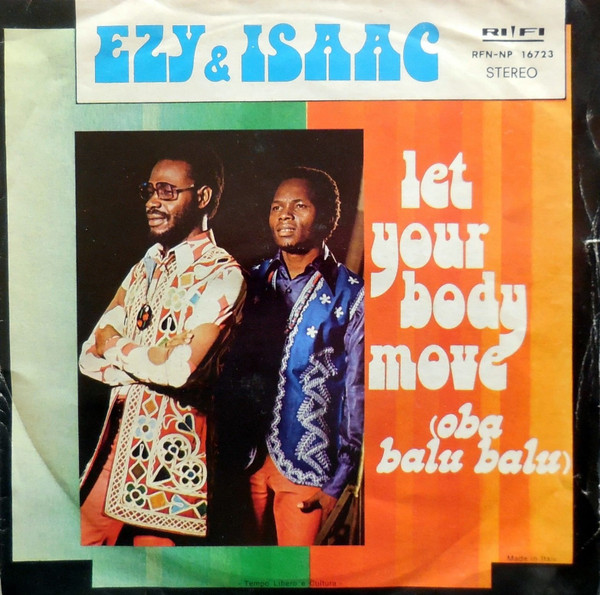 EZY & ISAAC
RI/FI
RFN-NP 16723
STEREO
let
your
body
move
(oba
balu balu)
Made in Italy
Tempo Libero e Cultura